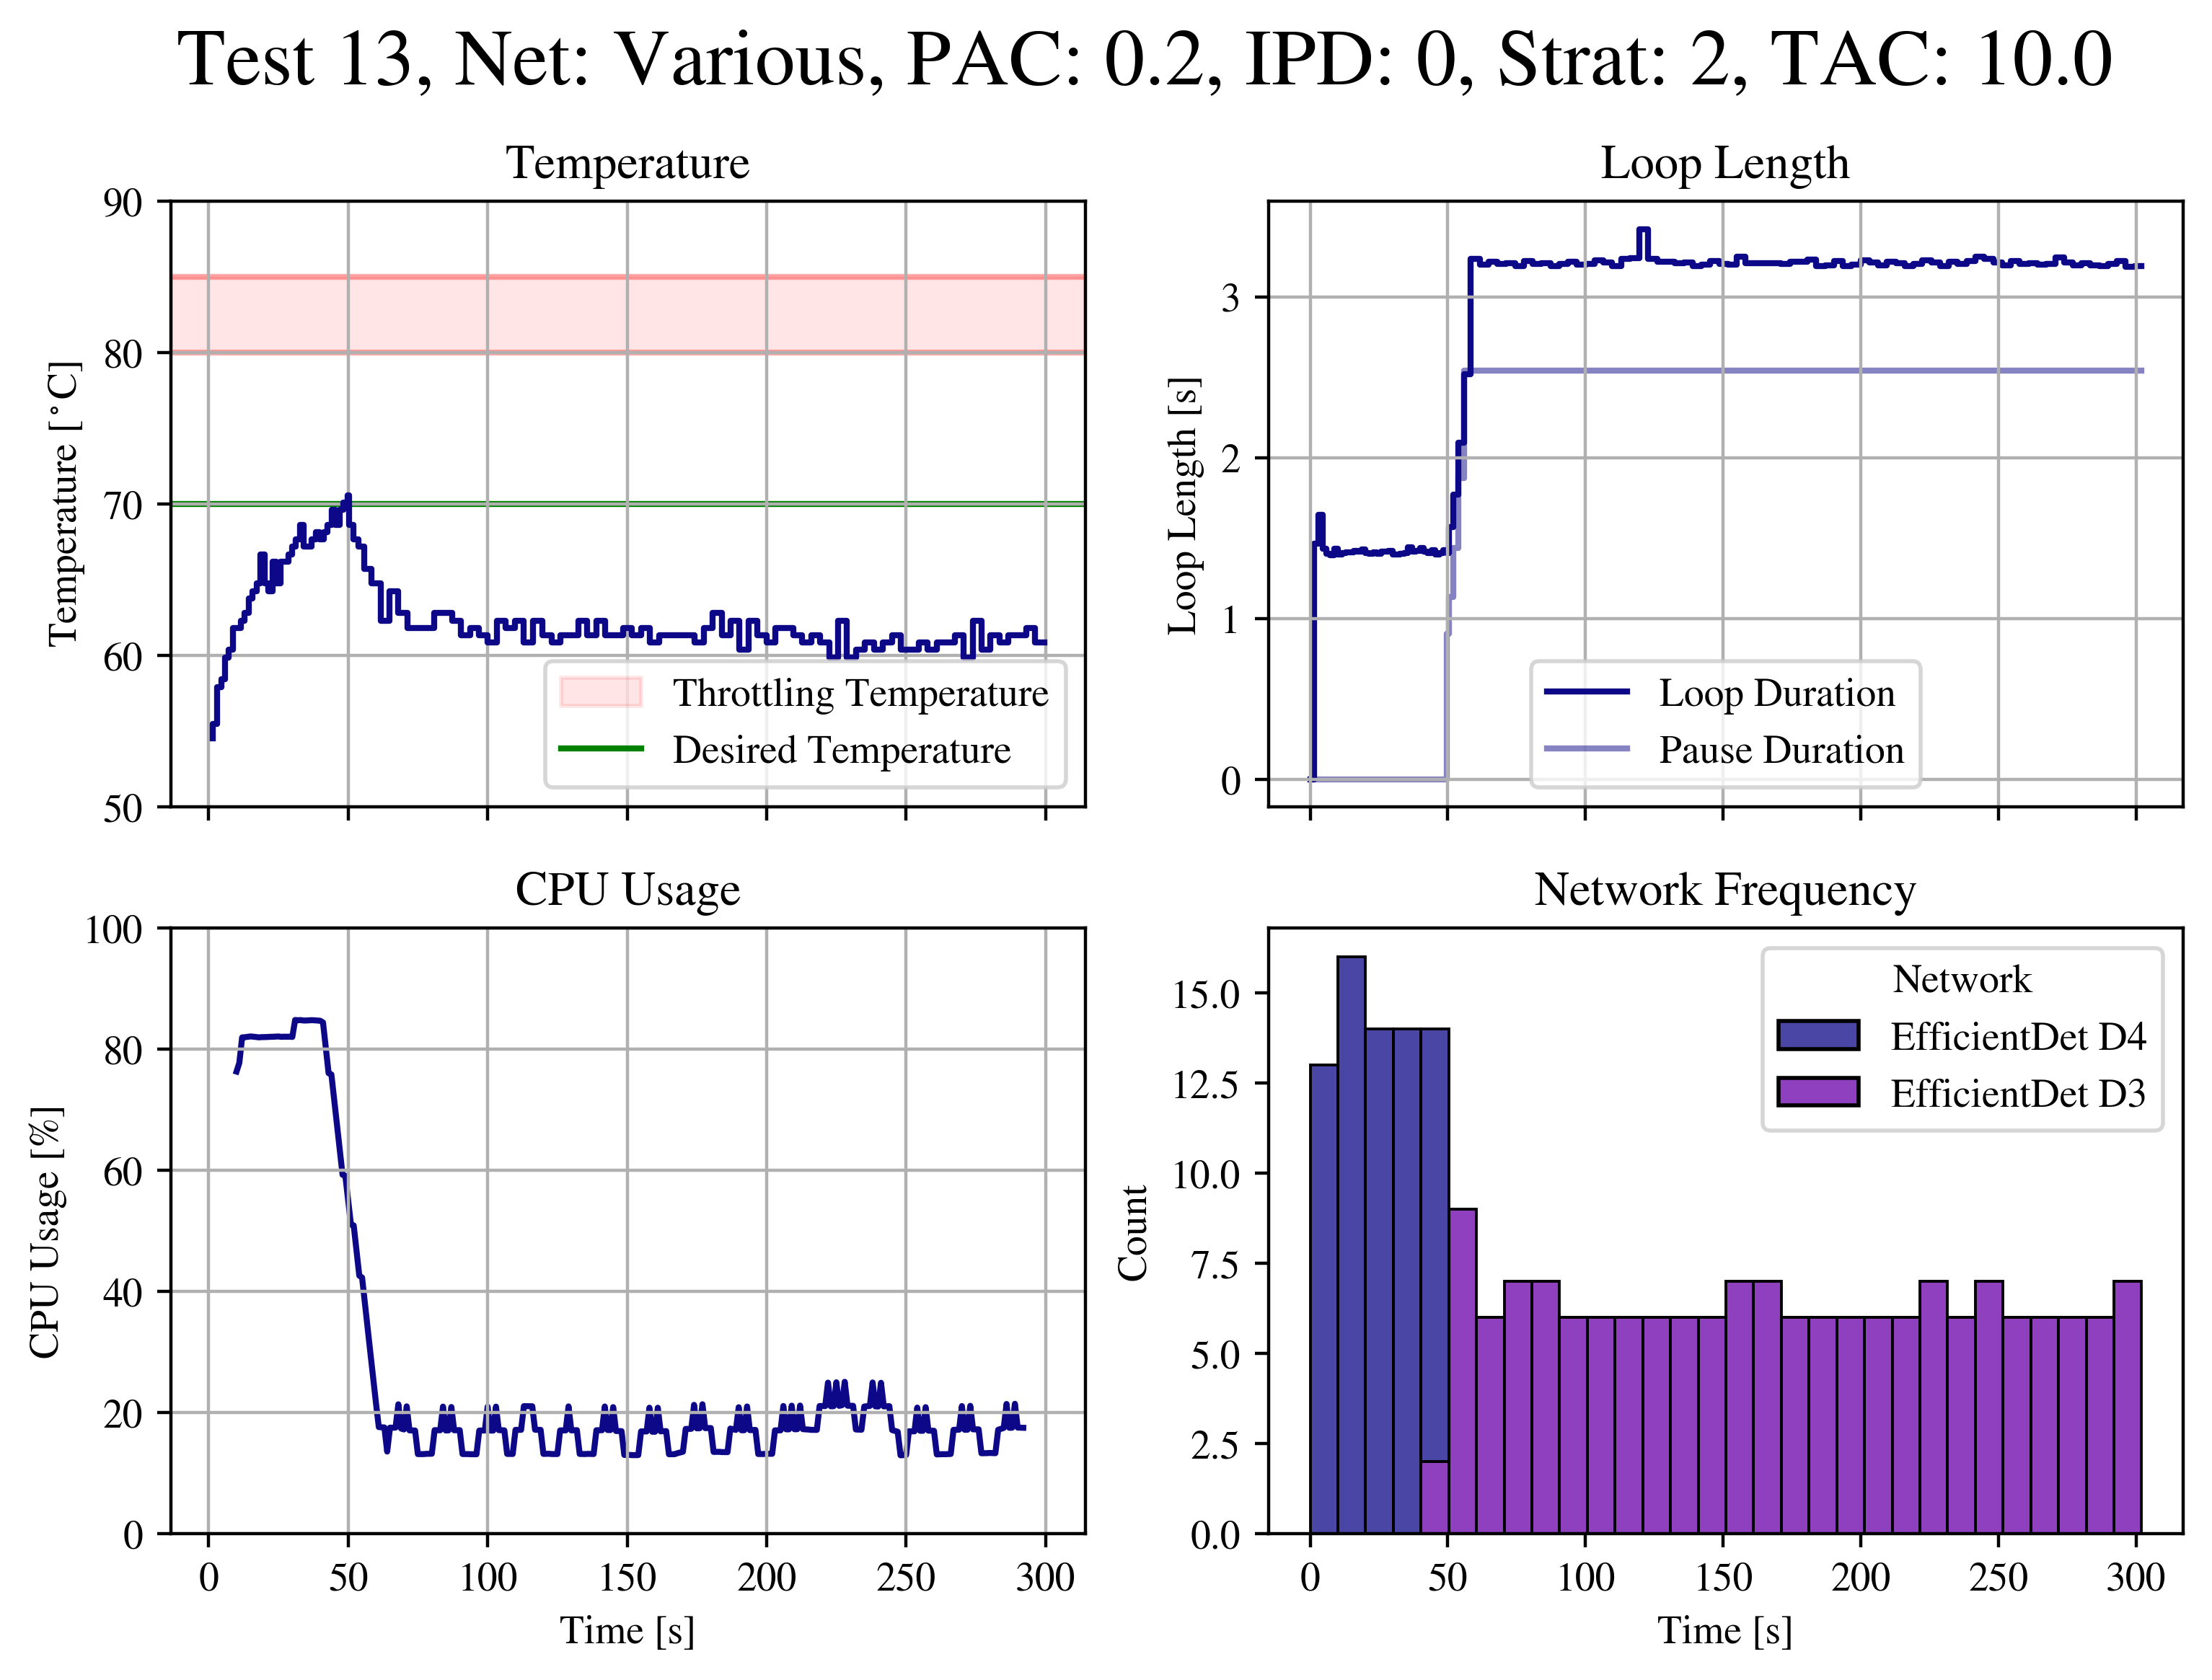 Test 13, Net: Various, PAC: 0.2, IPD: 0, Strat: 2, TAC: 10.0
Temperature
90
80
70
60
50
Temperature [°C]
Throttling Temperature
Desired Temperature
Loop Length
3
2
1
0
Loop Length [s]
Loop Duration
Pause Duration
CPU Usage
100
80
60
40
20
0
CPU Usage [%]
0 50 100 150 200 250 300
Time [s]
Network Frequency
15.0
12.5
10.0
7.5
5.0
2.5
0.0
Count
Network
EfficientDet D4
EfficientDet D3
0 50 100 150 200 250 300
Time [s]